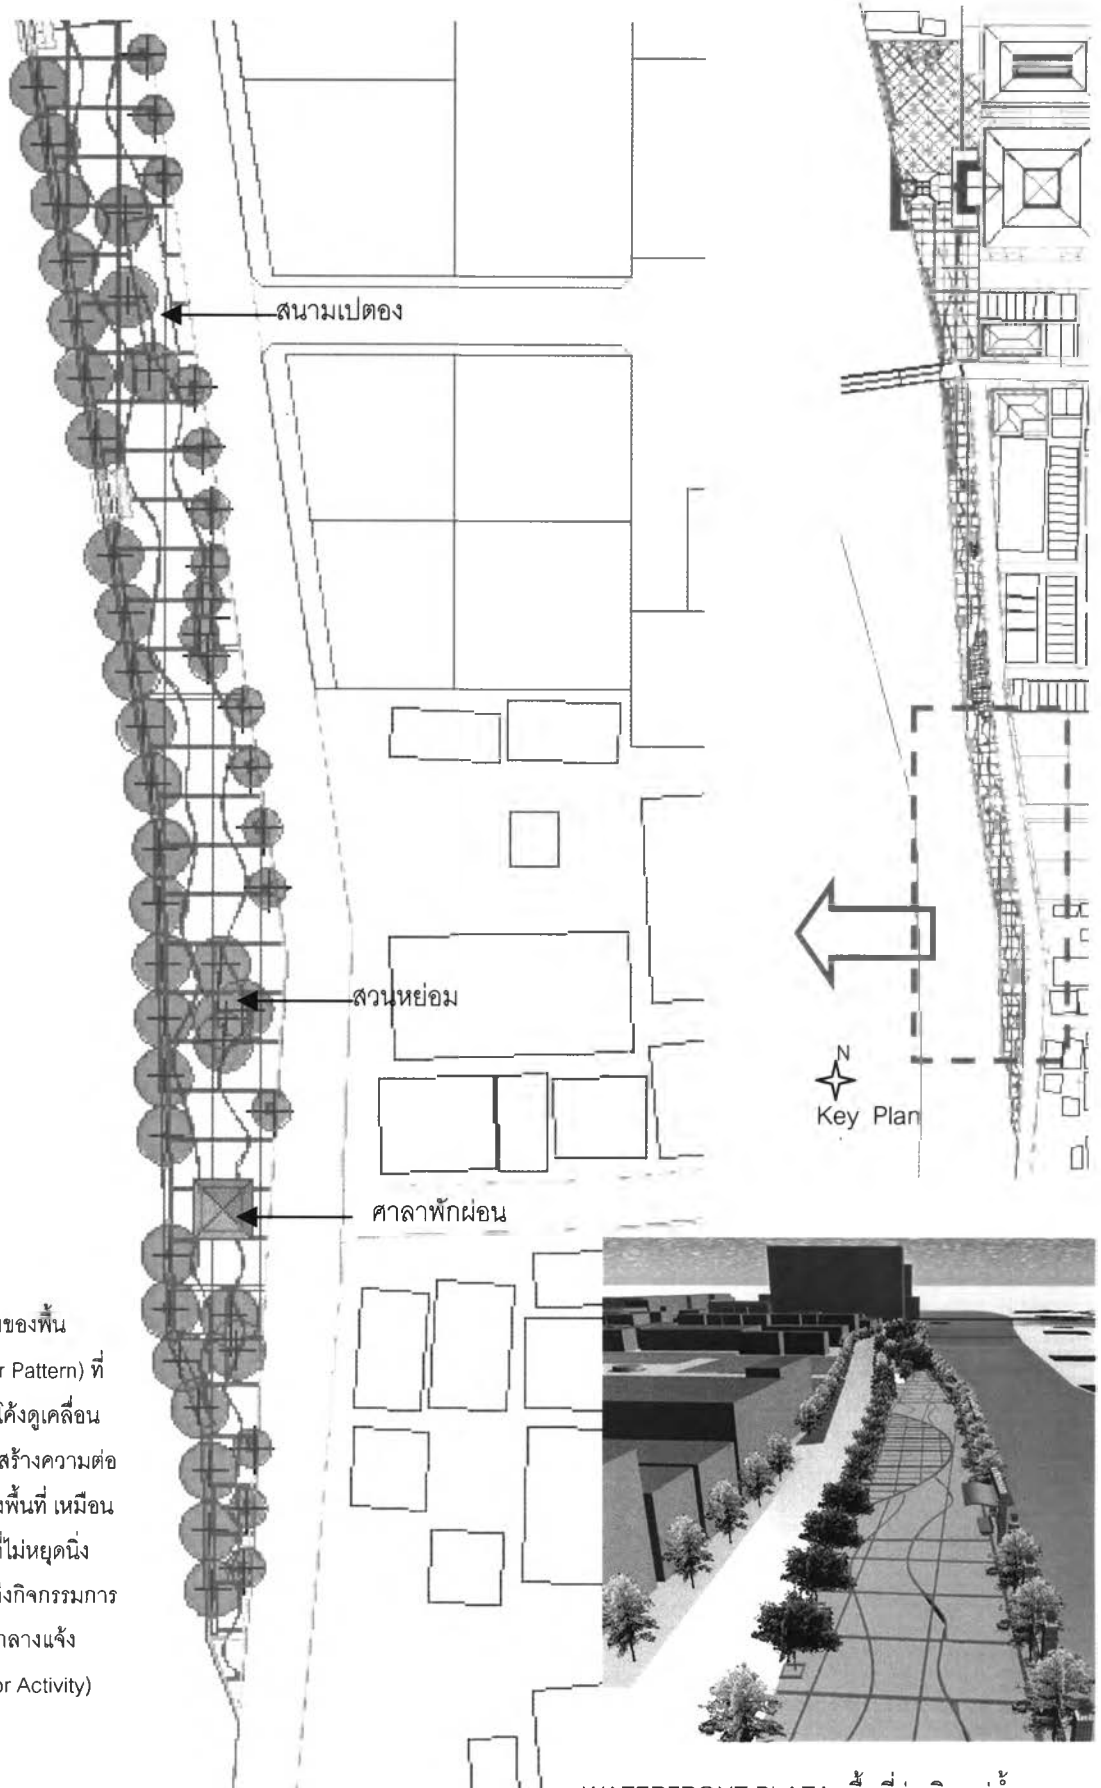 สนามเปตอง
สวนหย่อม
N
Key Plan
ศาลาพักผ่อน
ของพื้น
Pattern) ที่
โค้งดูเคลื่อน
สร้างความต่อ
พื้นที่ เหมือน
ที่ไม่หยุดนิ่ง
กิจกรรมการ
กลางแจ้ง
Activity)
WATERFRONT PLAZA